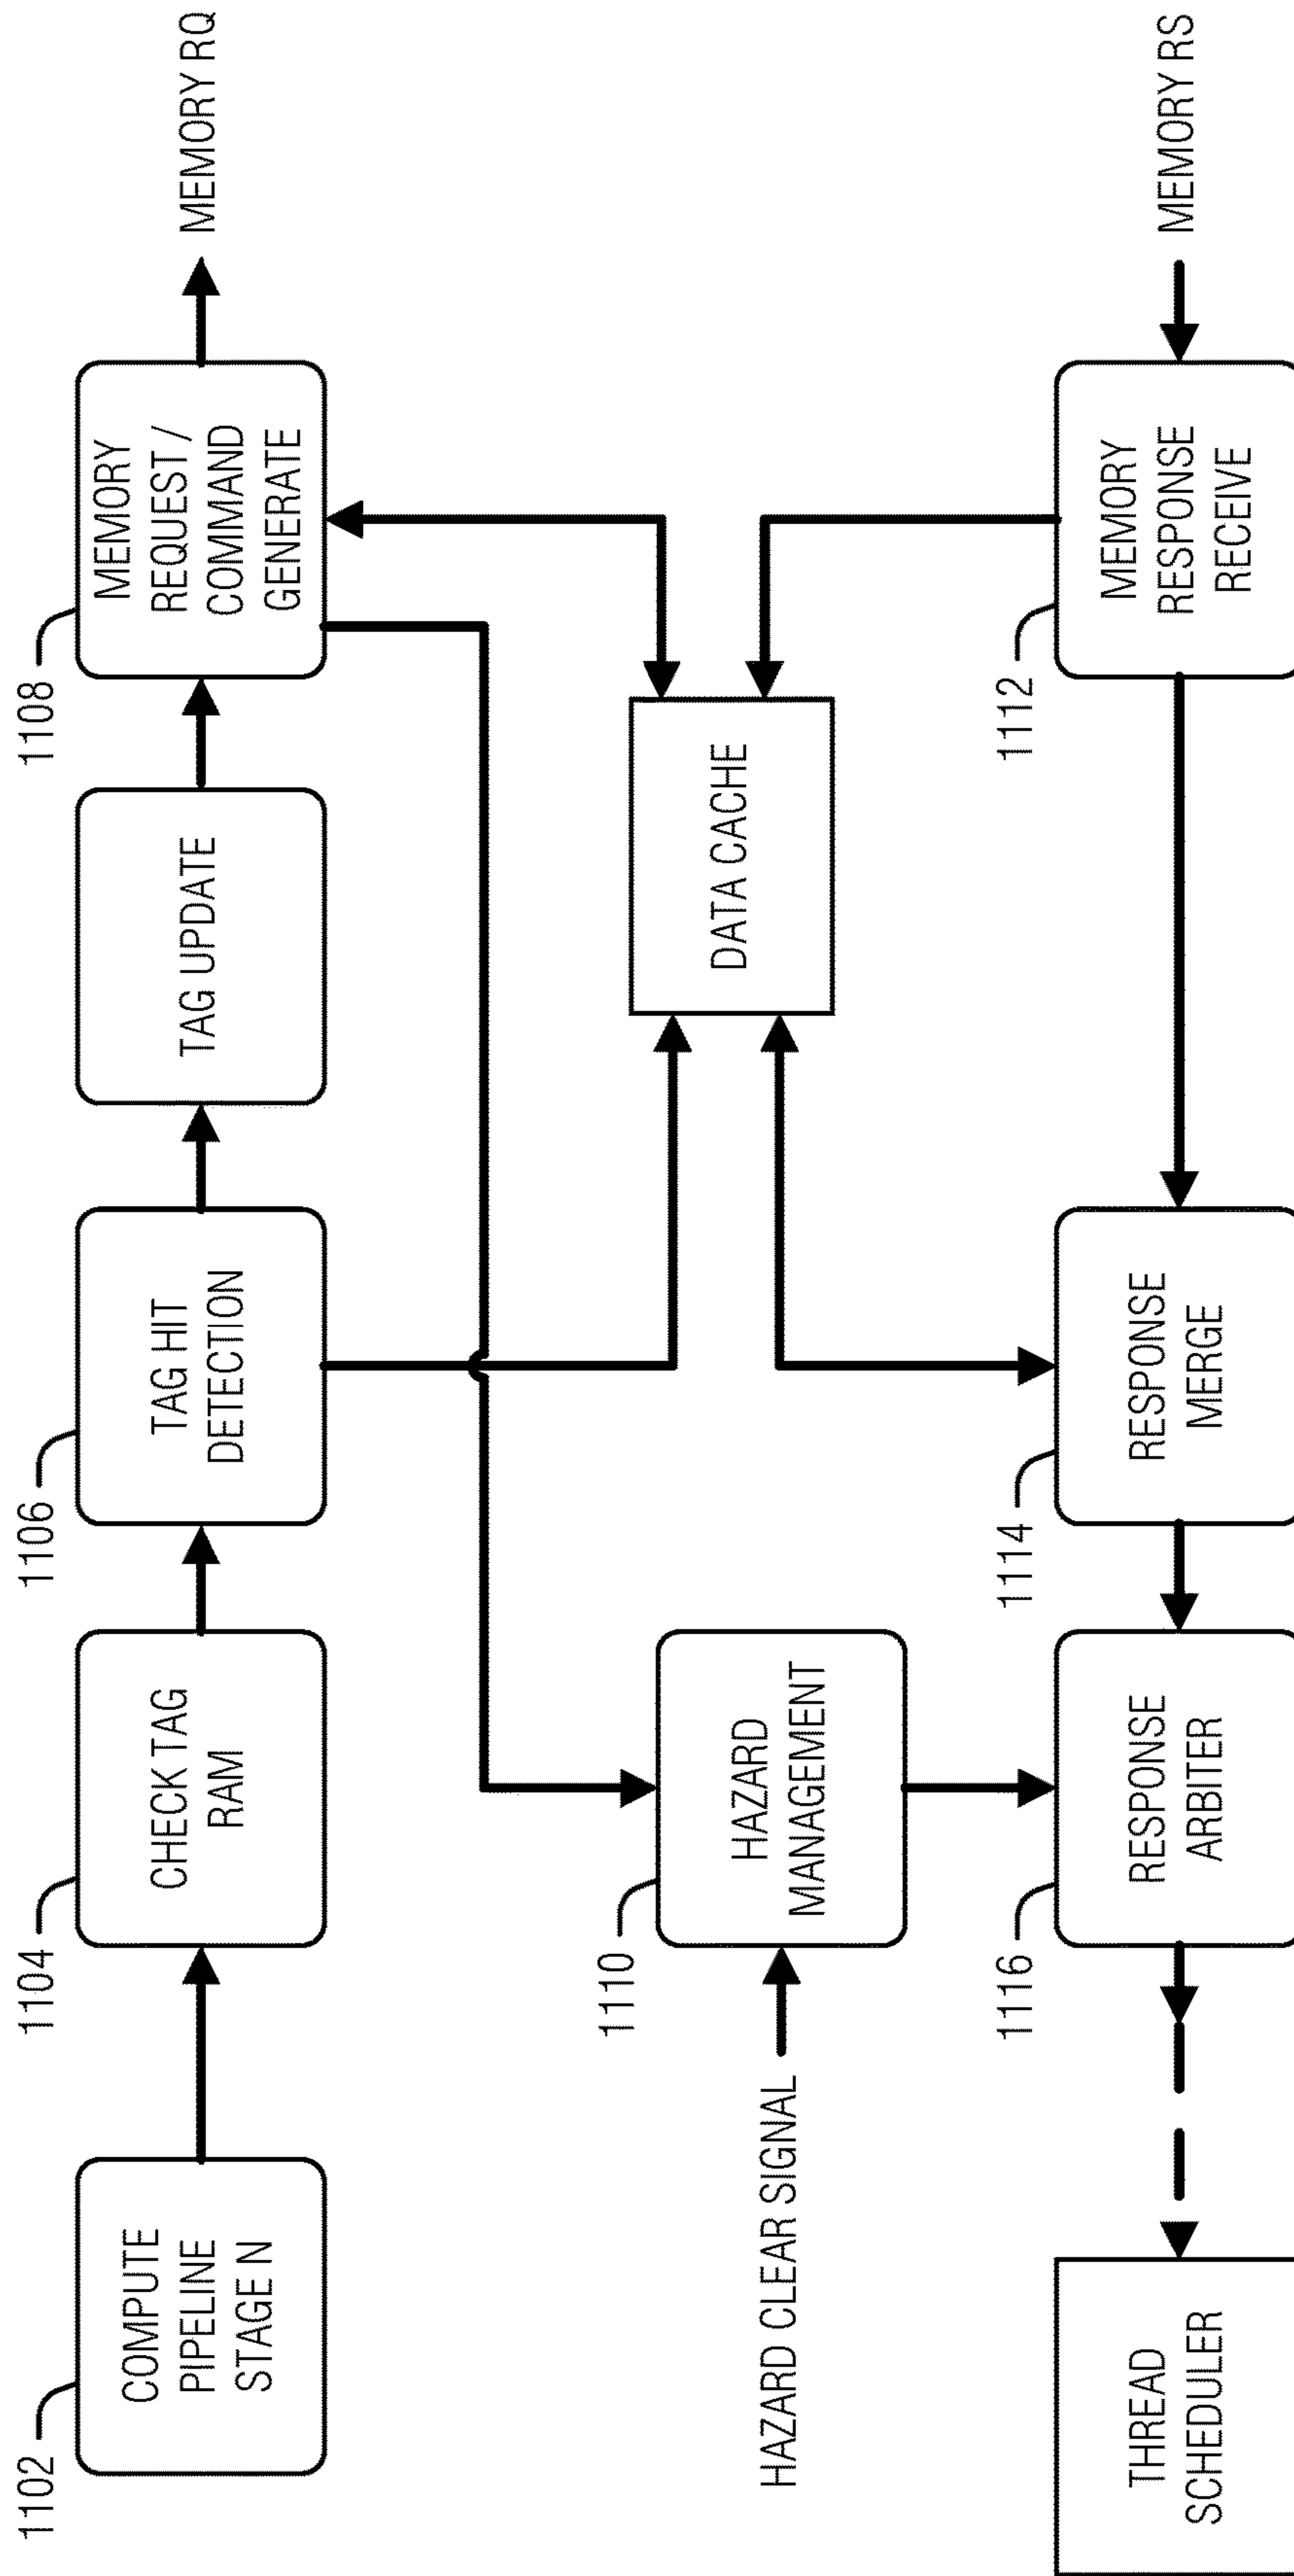 1102
COMPUTE
PIPELINE
STAGE N
1104
CHECK TAG
RAM
1106
TAG HIT
DETECTION
TAG UPDATE
1108
MEMORY
REQUEST /
COMMAND
GENERATE
MEMORY RQ
HAZARD CLEAR SIGNAL
1110
HAZARD
MANAGEMENT
DATA CACHE
THREAD
SCHEDULER
1116
RESPONSE
ARBITER
1114
RESPONSE
MERGE
1112
MEMORY
RESPONSE
RECEIVE
MEMORY RS